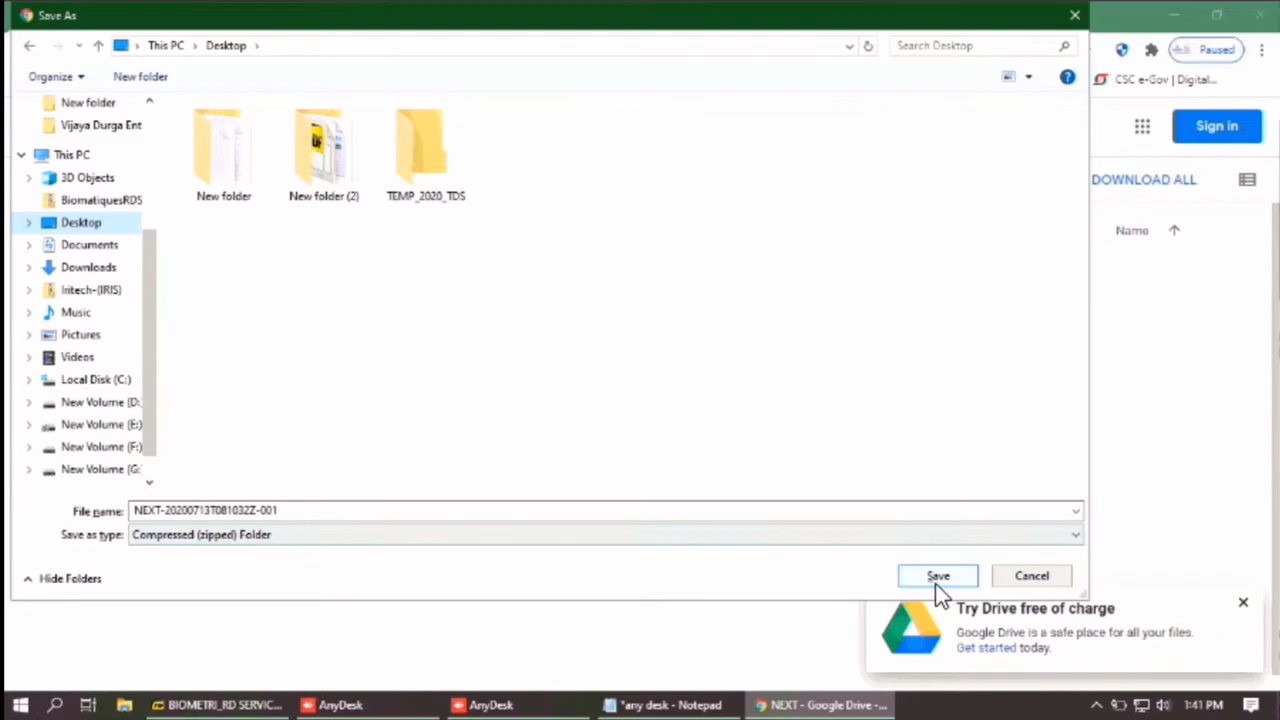 Save As
This PC
Desktop
Search Desktop
Paused
Organize
New folder
CSC e-Gov | Digital...
New folder
Vijaya Durga Ent
This PC
3D Objects
BiomatiquesRDS
Desktop
Documents
Downloads
Iritech-(IRIS)
Music
Pictures
Videos
Local Disk (C:)
New Volume (D:
New Volume (E:)
New Volume (F:)
New Volume (G:
New folder
New folder (2)
TEMP_2020_TDS
Sign in
DOWNLOAD ALL
Name
File name: NEXT-20200713T081032Z-001
Save as type: Compressed (zipped) Folder
Hide Folders
Save
Cancel
Try Drive free of charge
Google Drive is a safe place for all your files.
Get started today.
BIOMETRI_RD SERVIC...
AnyDesk
AnyDesk
*any desk - Notepad
NEXT - Google Drive -...
1:41 PM